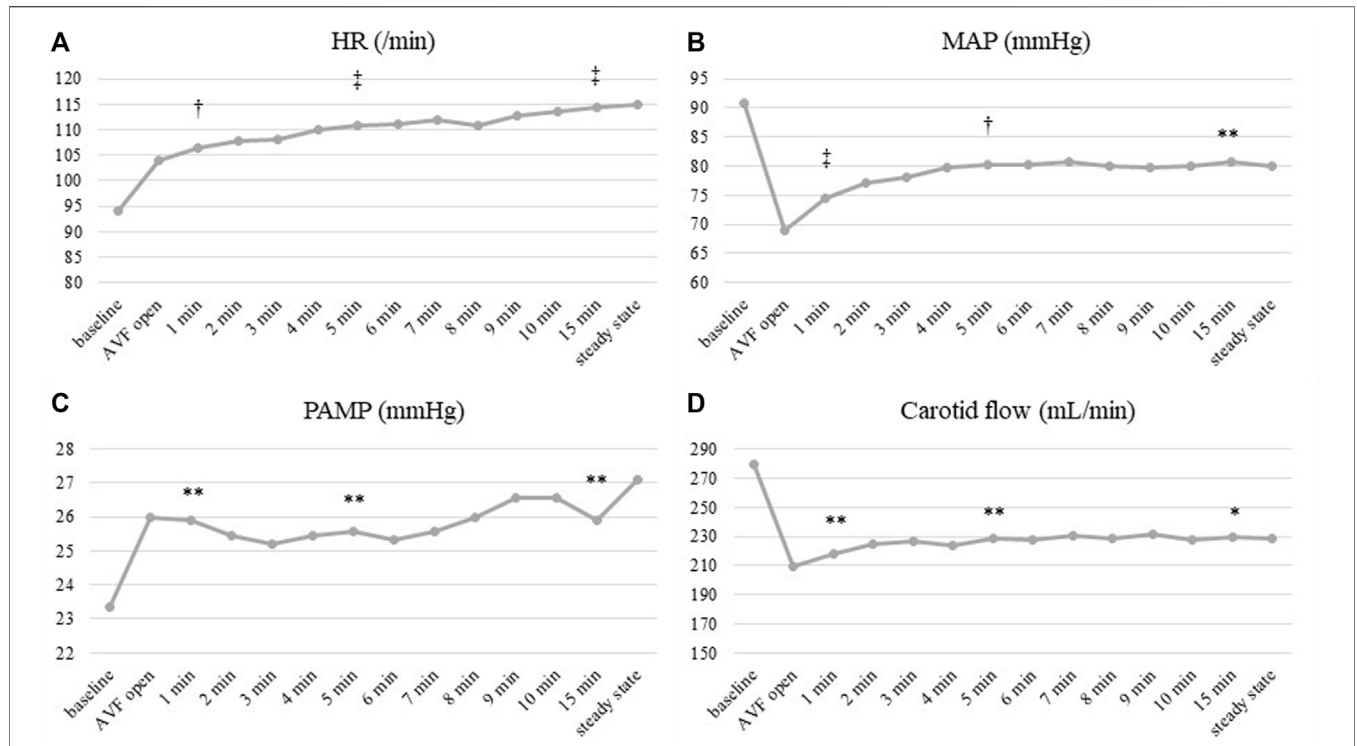 A HR (/min)
120
115
110
105
100
95
90
85
80
† ‡ ‡
baseline
AVF open
1 min
2 min
3 min
4 min
5 min
6 min
7 min
8 min
9 min
10 min
15 min
steady state
B MAP (mmHg)
95
90
85
80
75
70
65
60
‡ † **
baseline
AVF open
1 min
2 min
3 min
4 min
5 min
6 min
7 min
8 min
9 min
10 min
15 min
steady state
C PAMP (mmHg)
28
27
26
25
24
23
22
** ** **
baseline
AVF open
1 min
2 min
3 min
4 min
5 min
6 min
7 min
8 min
9 min
10 min
15 min
steady state
D Carotid flow (mL/min)
290
270
250
230
210
190
170
150
** ** *
baseline
AVF open
1 min
2 min
3 min
4 min
5 min
6 min
7 min
8 min
9 min
10 min
15 min
steady state